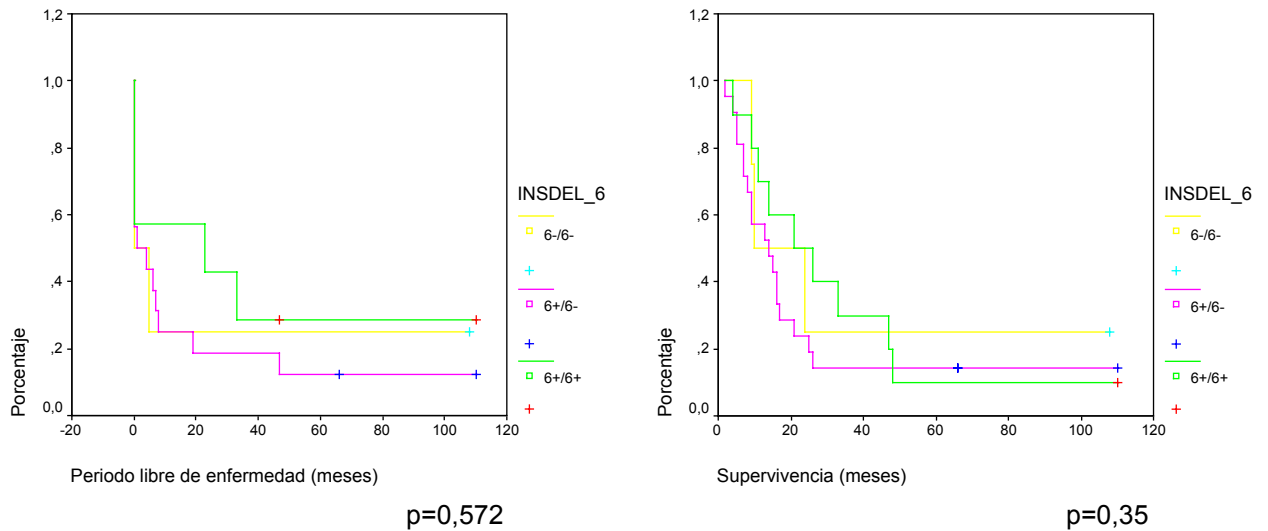 1,2
1,0
,8
,6
,4
,2
0,0
Porcentaje
-20 0 20 40 60 80 100 120
Periodo libre de enfermedad (meses)
p=0,572
INSDEL_6
6-/6-
6+/6-
6+/6+
1,2
1,0
,8
,6
,4
,2
0,0
Porcentaje
0 20 40 60 80 100 120
Supervivencia (meses)
p=0,35
INSDEL_6
6-/6-
6+/6-
6+/6+